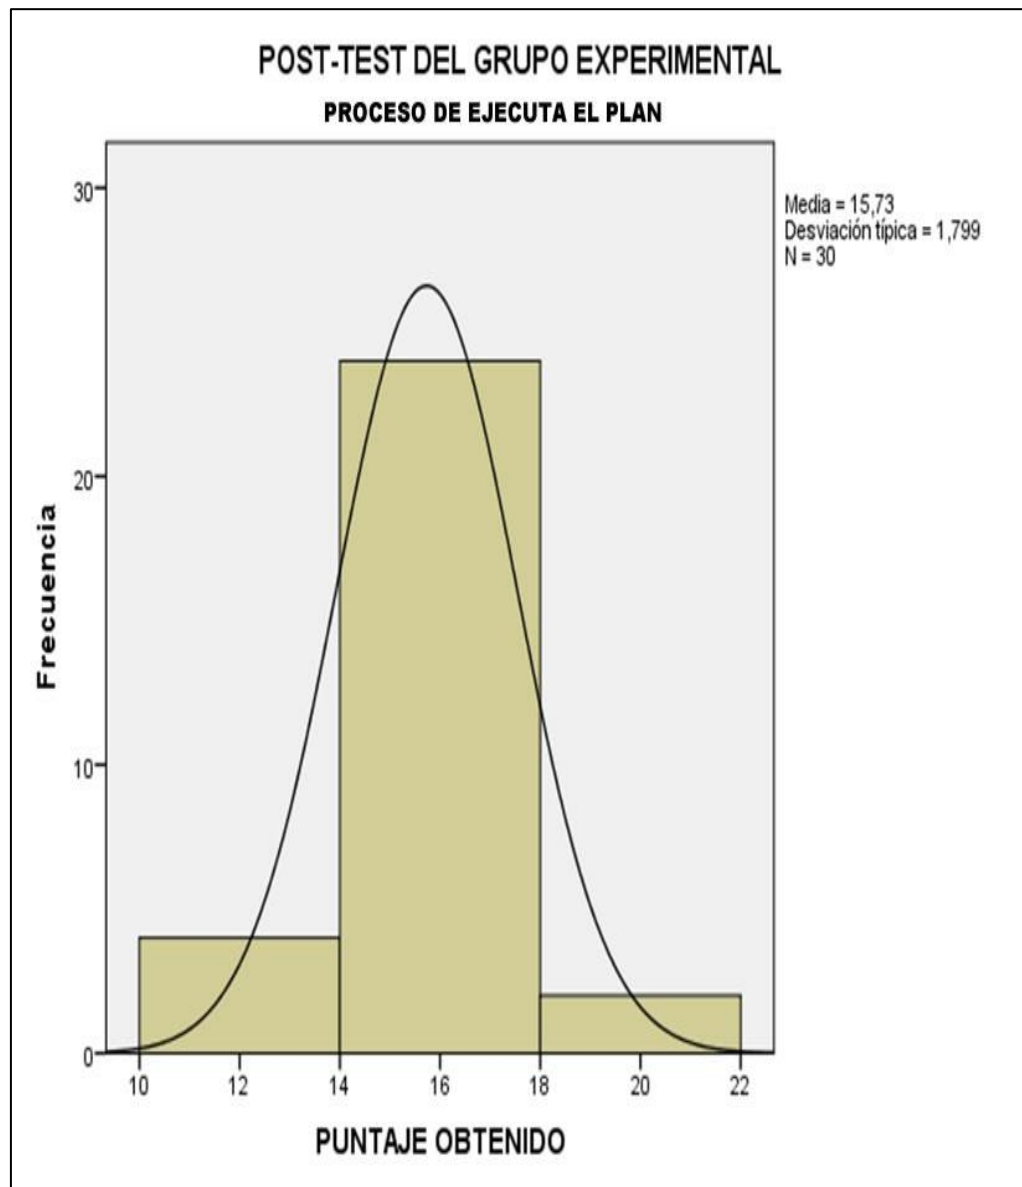 POST-TEST DEL GRUPO EXPERIMENTAL
PROCESO DE EJECUTA EL PLAN
Media = 15,73
Desviación típica = 1,799
N = 30
30
20
10
0
Frecuencia
10 12 14 16 18 20 22
PUNTAJE OBTENIDO